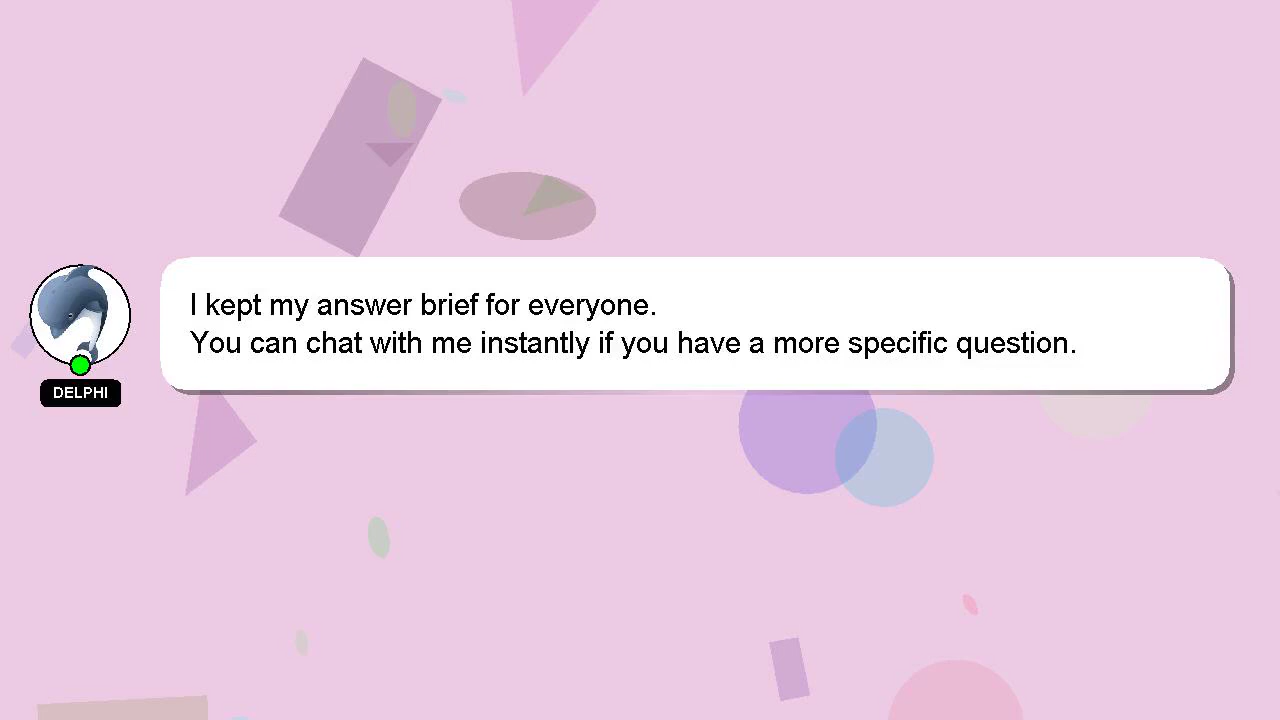 I kept my answer brief for everyone.
You can chat with me instantly if you have a more specific question.
DELPHI